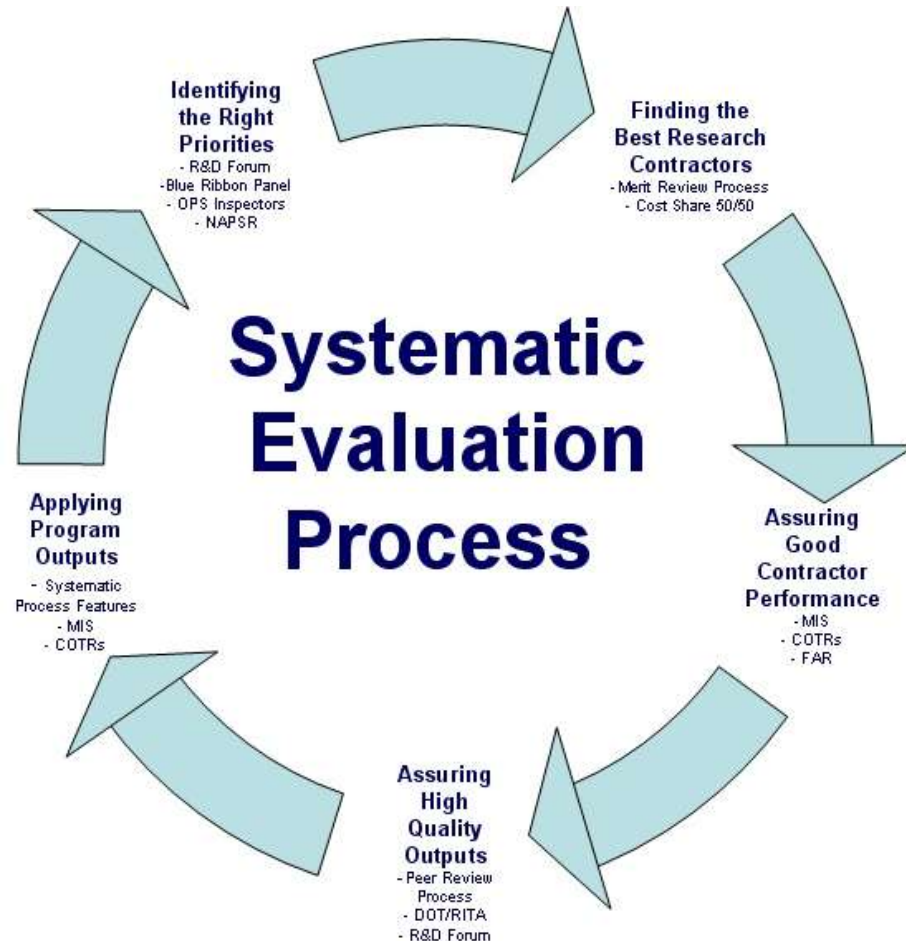 Identifying
the Right
Priorities
- R&D Forum
-Blue Ribbon Panel
- OPS Inspectors
- NAPSR
Finding the
Best Research
Contractors
- Merit Review Process
- Cost Share 50/50
Systematic
Evaluation
Process
Assuring
Good
Contractor
Performance
- MIS
- COTRs
- FAR
Assuring
High
Quality
Outputs
- Peer Review
Process
- DOT/RITA
- R&D Forum
Applying
Program
Outputs
- Systematic
Process Features
- MIS
- COTRs